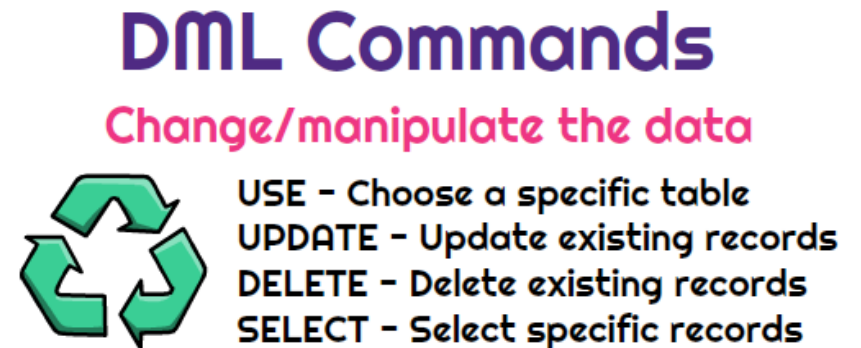 DML Commands
Change/manipulate the data
USE - Choose a specific table
UPDATE - Update existing records
DELETE - Delete existing records
SELECT - Select specific records